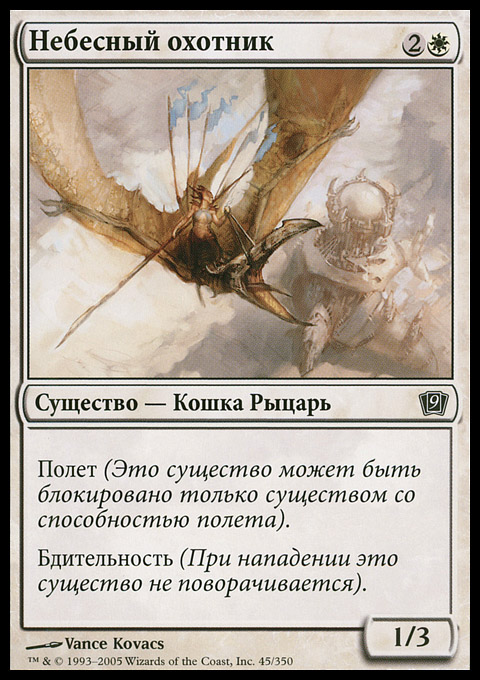 Небесный охотник 2
Существо — Кошка Рыцарь 9
Полет (Это существо может быть
блокировано только существом со
способностью полета).
Бдительность (При нападении это
существо не поворачивается).
1/3
Vance Kovacs
™ & © 1993–2005 Wizards of the Coast, Inc. 45/350